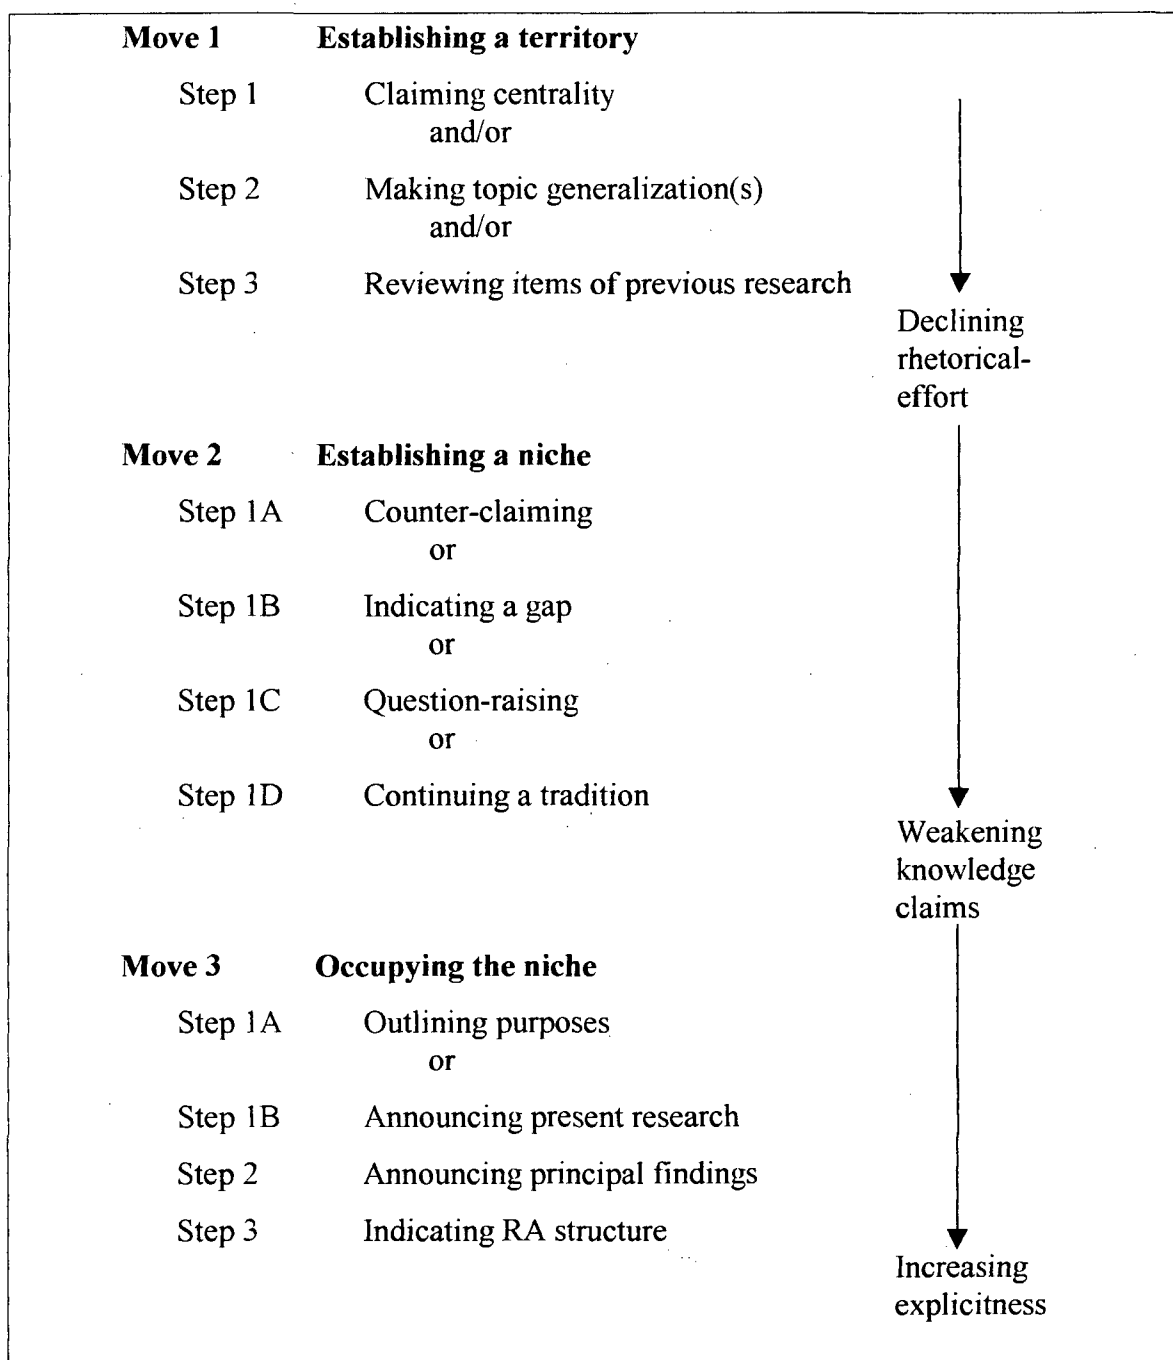 Move 1 Establishing a territory
Step 1 Claiming centrality
and/or
Step 2 Making topic generalization(s)
and/or
Step 3 Reviewing items of previous research
Declining
rhetorical-
effort
Move 2 Establishing a niche
Step 1A Counter-claiming
or
Step 1B Indicating a gap
or
Step 1C Question-raising
or
Step 1D Continuing a tradition
Weakening
knowledge
claims
Move 3 Occupying the niche
Step 1A Outlining purposes
or
Step 1B Announcing present research
Step 2 Announcing principal findings
Step 3 Indicating RA structure
Increasing
explicitness